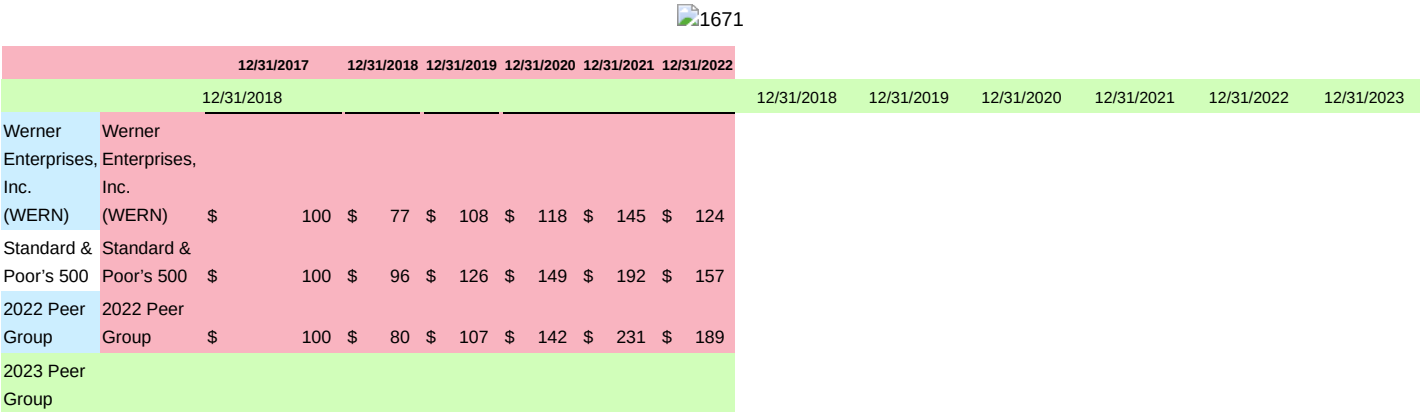 1671
12/31/2017 12/31/2018 12/31/2019 12/31/2020 12/31/2021 12/31/2022
12/31/2018 12/31/2018 12/31/2019 12/31/2020 12/31/2021 12/31/2022 12/31/2023
Werner Werner
Enterprises, Enterprises,
Inc. Inc.
(WERN) (WERN) $ 100 $ 77 $ 108 $ 118 $ 145 $ 124
Standard & Standard &
Poor’s 500 Poor’s 500 $ 100 $ 96 $ 126 $ 149 $ 192 $ 157
2022 Peer 2022 Peer
Group Group $ 100 $ 80 $ 107 $ 142 $ 231 $ 189
2023 Peer
Group